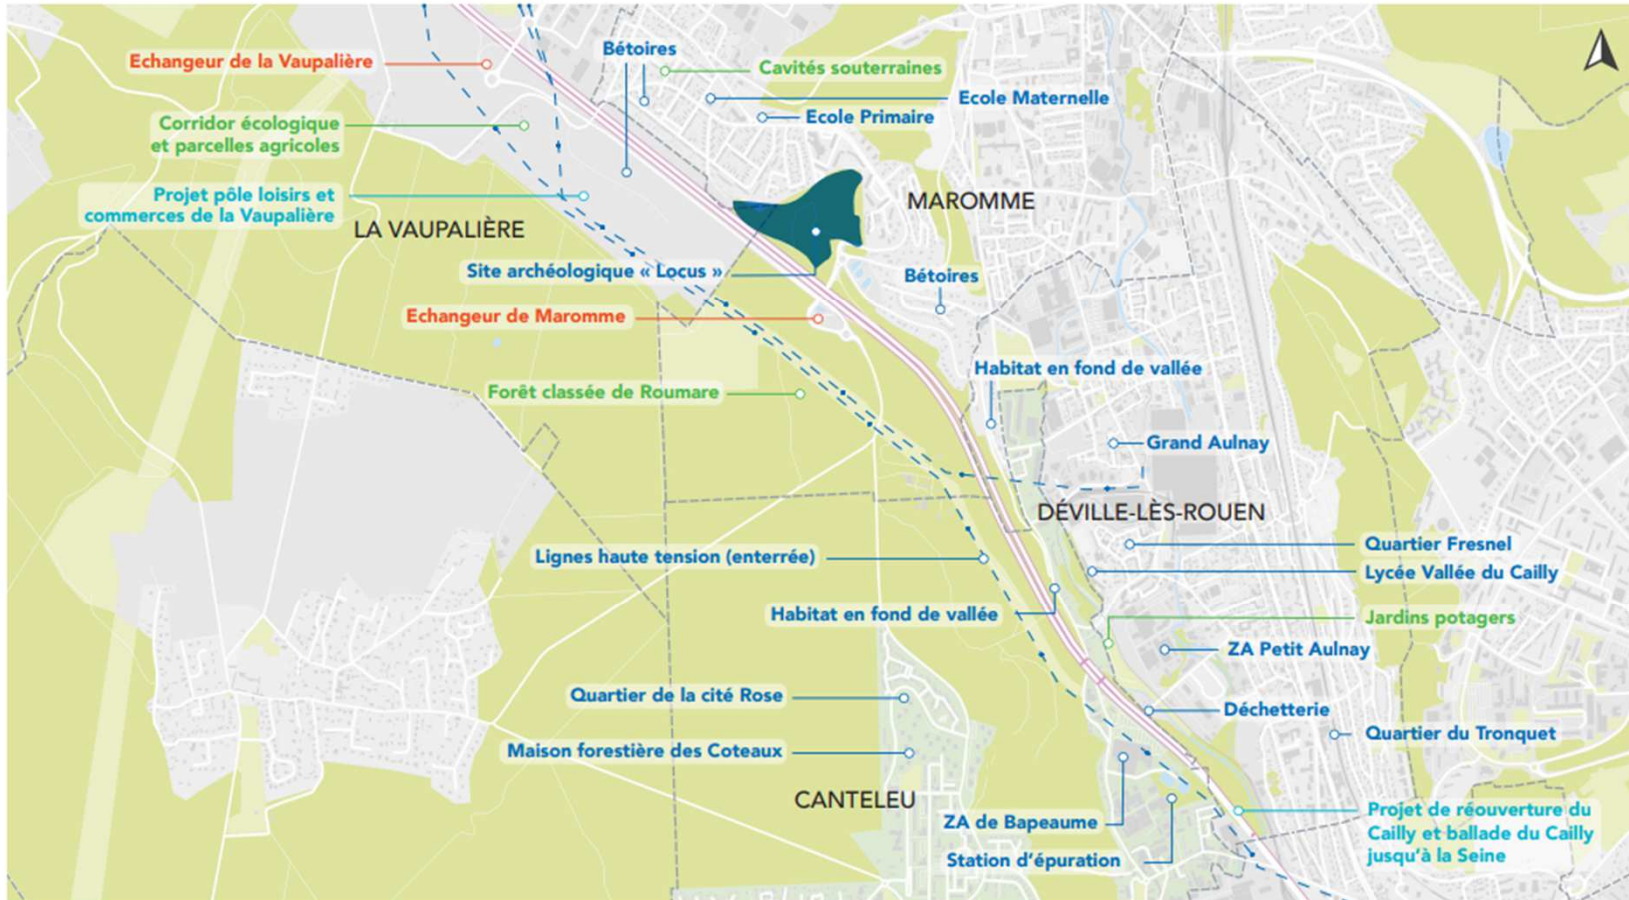 Bétoires
Echangeur de la Vaupalière
Cavités souterraines
Ecole Maternelle
Ecole Primaire
Corridor écologique
et parcelles agricoles
Projet pôle loisirs et
commerces de la Vaupalière
MAROMME
LA VAUPALIÈRE
Site archéologique « Locus »
Bétoires
Echangeur de Maromme
Habitat en fond de vallée
Forêt classée de Roumare
Grand Aulnay
DÉVILLE-LÈS-ROUEN
Quartier Fresnel
Lignes haute tension (enterrée)
Lycée Vallée du Cailly
Habitat en fond de vallée
Jardins potagers
ZA Petit Aulnay
Quartier de la cité Rose
Déchetterie
Quartier du Tronquet
Maison forestière des Coteaux
CANTELEU
ZA de Bapeaume
Projet de réouverture du
Cailly et ballade du Cailly
jusqu'à la Seine
Station d'épuration